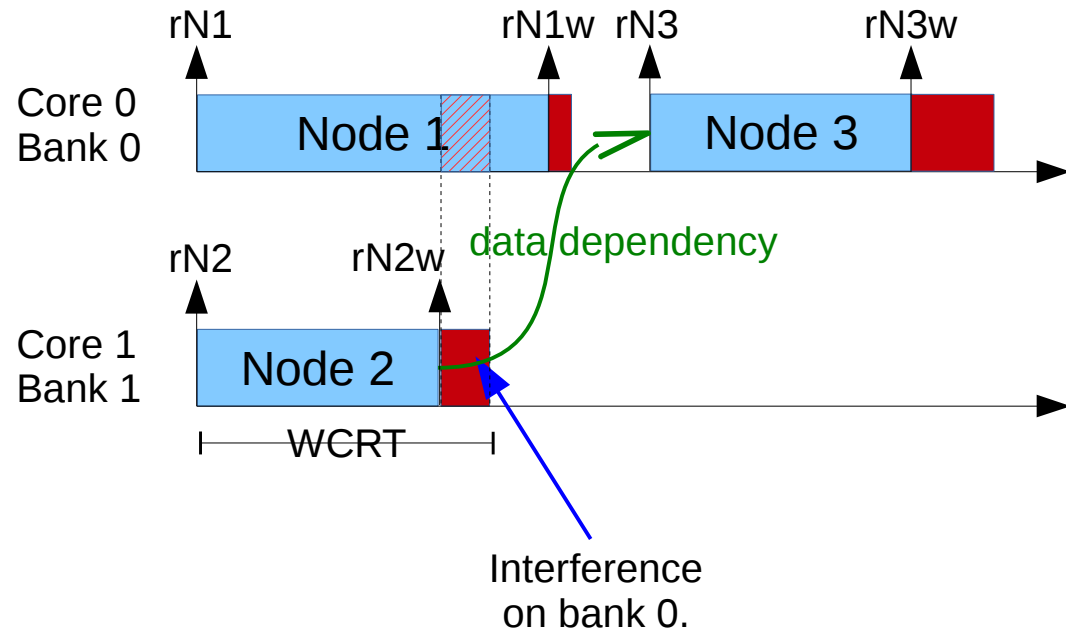 rN1 rN1w rN3 rN3w
Core 0
Bank 0
Node 1
Node 3
data dependency
rN2 rN2w
Core 1
Bank 1
Node 2
WCRT
Interference
on bank 0.